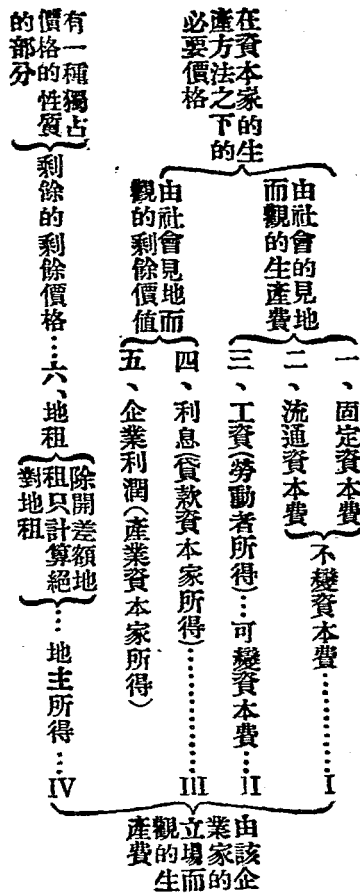 在資本家的生
產方法之下的
必要價格
由社會的見地
而觀的生產費
一、固定資本費
二、流通資本費
不變資本費……I
三、工資(勞動者所得)…可變資本費…II
由社會見地而
觀的剩餘價值
四、利息(貸款資本家所得)……III
五、企業利潤(產業資本家所得)
有一種獨占
價格的性質
的部分
剩餘的剩餘價格…六、地租
除開差額地
租只計算絕
對地租
……地主所得…IV
由該企
業家的
立場而
觀的生
產費